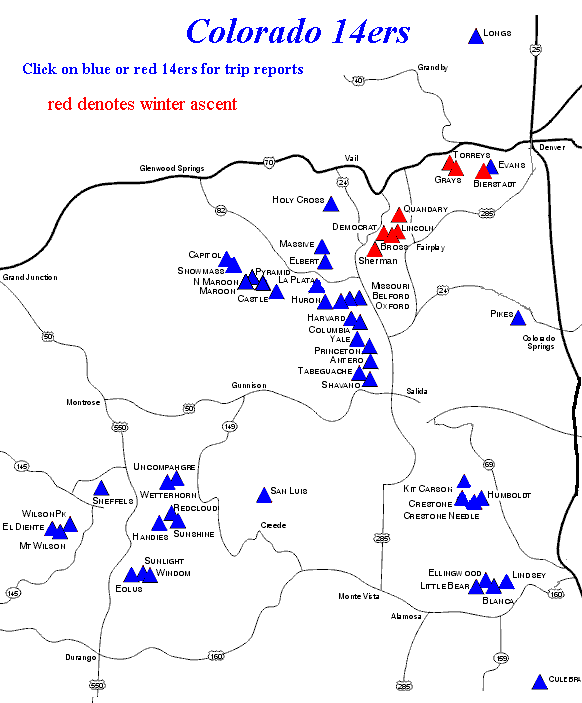 Colorado 14ers
LONGS
25
Click on blue or red 14ers for trip reports
Grandby
40
red denotes winter ascent
Denver
Vail
TORREYS
Glenwood Springs
70
EVANS
GRAYS
24
BIERSTADT
HOLY CROSS
82
QUANDARY
285
DEMOCRAT
LINCOLN
MASSIVE
BROSS
Fairplay
CAPITOL
ELBERT
Sherman
SNOWMASS
PYRAMID
Grand Junction
N MAROON
LA PLATA
MISSOURI
MAROON
BELFORD
24
CASTLE
HURON
OXFORD
HARVARD
PIKES
COLUMBIA
50
YALE
Colorado
Springs
PRINCETON
ANTERO
TABEGUACHE
Gunnison
SHAVANO
Salida
Montrose
50
550
149
145
UNCOMPAHGRE
69
WETTERHORN
KIT CARSON
SNEFFELS
SAN LUIS
HUMBOLDT
CRESTONE
WILSON PK
REDCLOUD
CRESTONE NEEDLE
EL DIENTE
HANDIES
SUNSHINE
Creede
MT WILSON
285
SUNLIGHT
WINDOM
ELLINGWOOD
LINDSEY
EOLUS
LITTLE BEAR
145
Monte Vista
BLANCA
160
Alamosa
Durango
160
159
550
285
CULEBRA